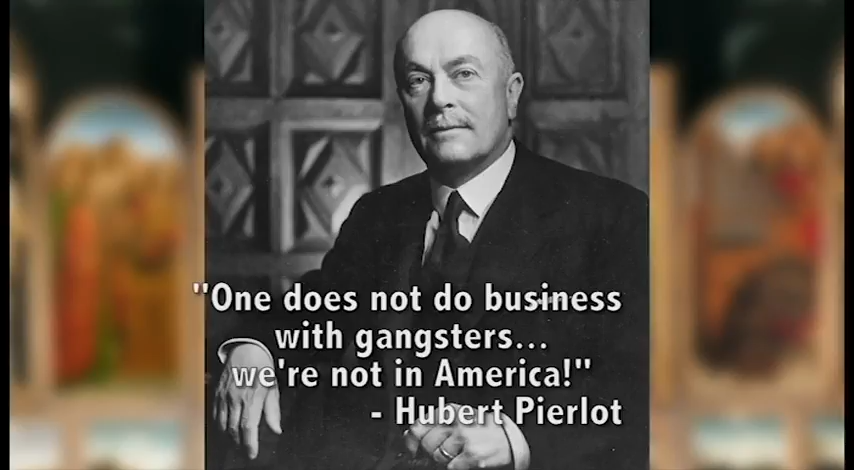 "One does not do business
with gangsters...
we're not in America!"
- Hubert Pierlot